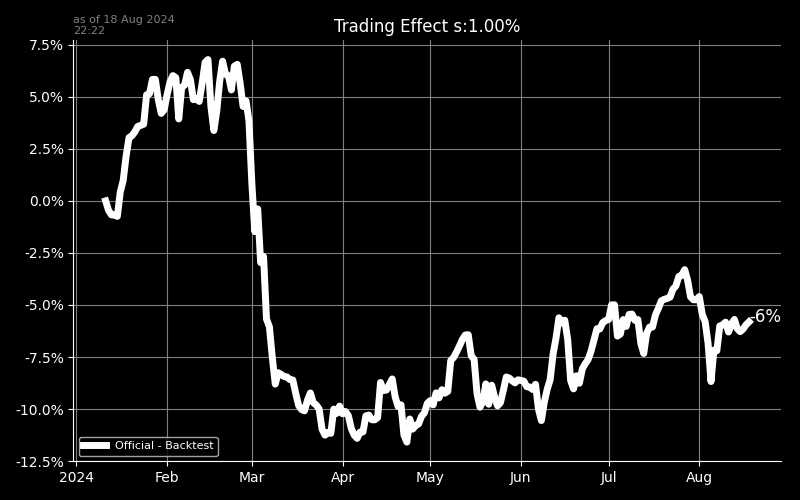 as of 18 Aug 2024
22:22
Trading Effect s:1.00%
7.5%
5.0%
2.5%
0.0%
-2.5%
-5.0%
-7.5%
-10.0%
-12.5%
-6%
Official - Backtest
2024 Feb Mar Apr May Jun Jul Aug